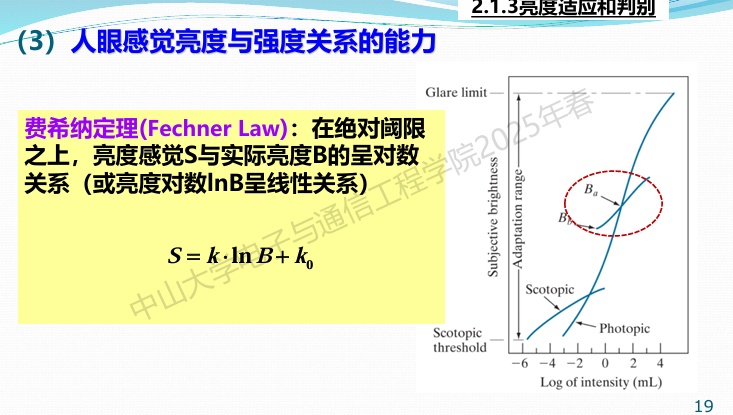 2.1.3亮度适应和判别
(3) 人眼感觉亮度与强度关系的能力
费希纳定理(Fechner Law)：在绝对阈限
之上，亮度感觉S与实际亮度B的呈对数
关系（或亮度对数lnB呈线性关系）
S = k · ln B + k₀
中山大学电子与通信工程学院2025年春
Glare limit
Subjective brightness
Adaptation range
Bₐ
B_b
Scotopic
Photopic
Scotopic
threshold
−6 −4 −2 0 2 4
Log of intensity (mL)
19